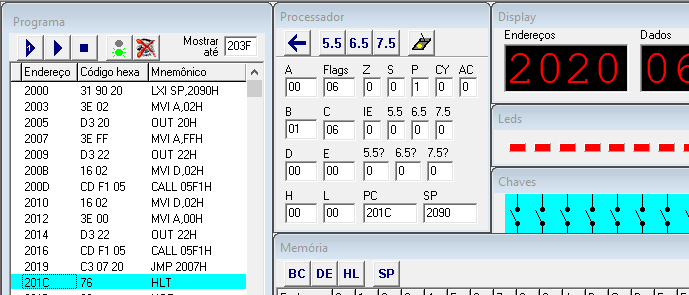 Programa
Mostrar até 203F
Endereço Código hexa Mnemônico
2000 31 90 20 LXI SP,2090H
2003 3E 02 MVI A,02H
2005 D3 20 OUT 20H
2007 3E FF MVI A,FFH
2009 D3 22 OUT 22H
200B 16 02 MVI D,02H
200D CD F1 05 CALL 05F1H
2010 16 02 MVI D,02H
2012 3E 00 MVI A,00H
2014 D3 22 OUT 22H
2016 CD F1 05 CALL 05F1H
2019 C3 07 20 JMP 2007H
201C 76 HLT
Processador
5.5 6.5 7.5
A Flags Z S P CY AC
00 06 0 0 1 0 0
B C IE 5.5 6.5 7.5
01 06 0 0 0 0
D E 5.5? 6.5? 7.5?
00 00 0 0 0
H L PC SP
00 00 201C 2090
Display
Endereços Dados
2020 06
Leds
Chaves
Memória
BC DE HL SP